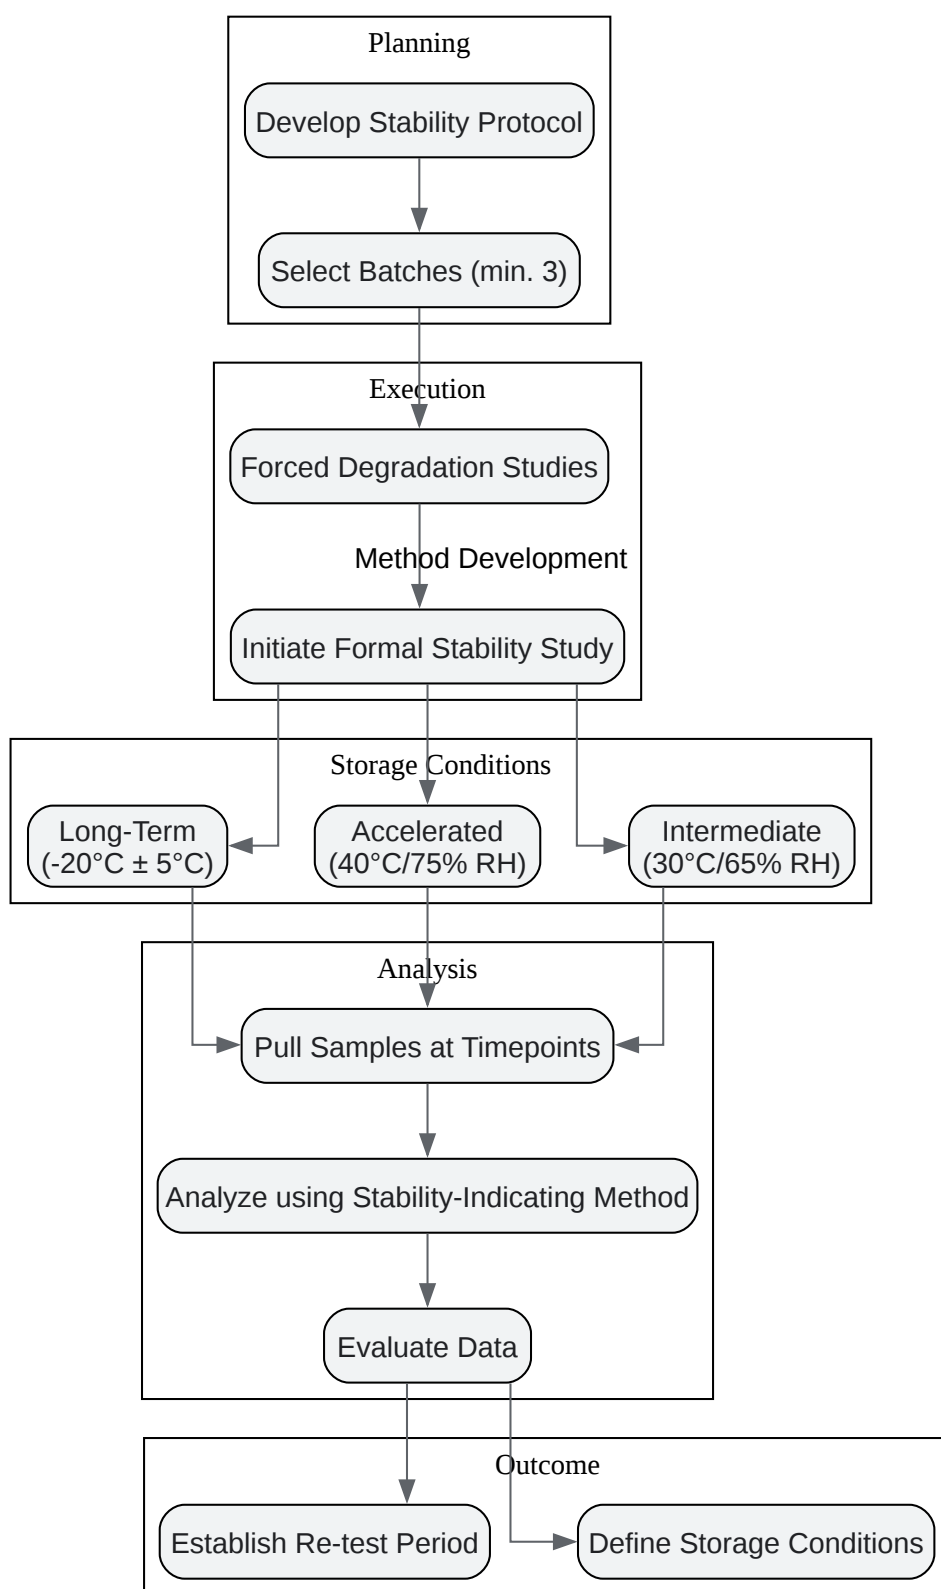 Planning
Develop Stability Protocol
Select Batches (min. 3)
Execution
Forced Degradation Studies
Method Development
Initiate Formal Stability Study
Storage Conditions
Long-Term
(-20°C ± 5°C)
Accelerated
(40°C/75% RH)
Intermediate
(30°C/65% RH)
Analysis
Pull Samples at Timepoints
Analyze using Stability-Indicating Method
Evaluate Data
Outcome
Establish Re-test Period
Define Storage Conditions